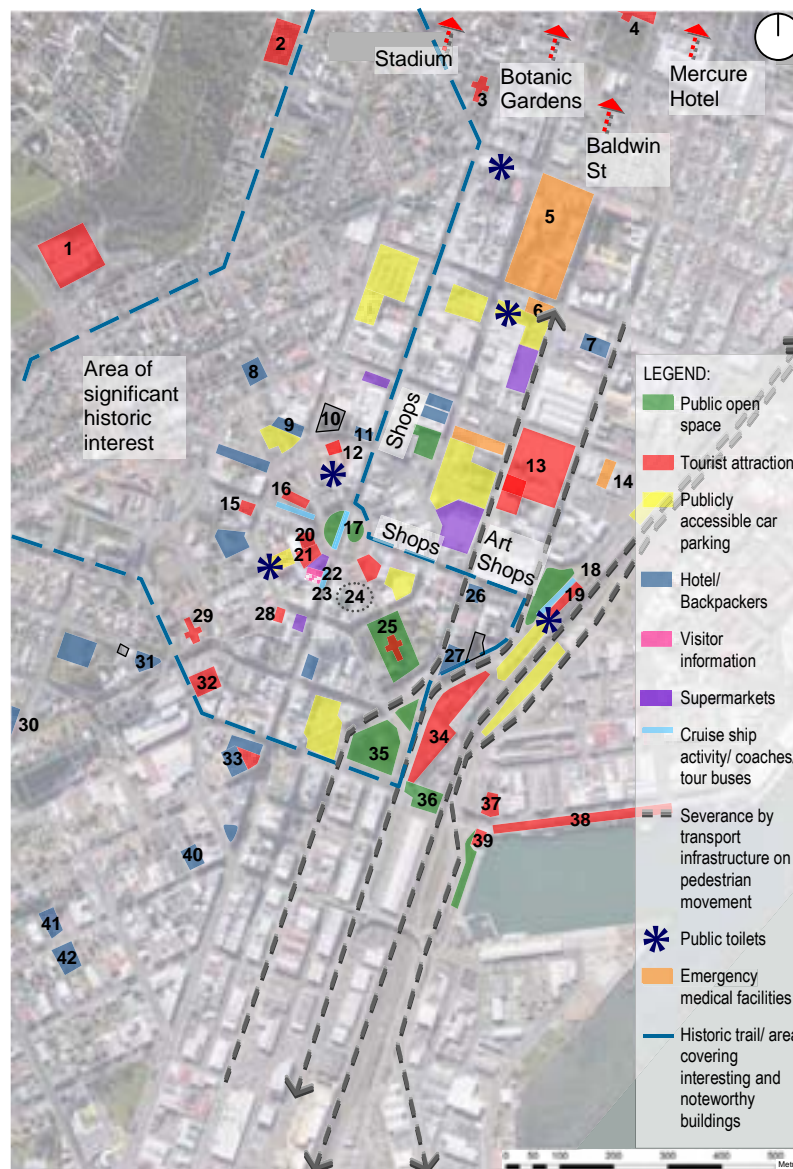 2
4
Stadium
Botanic
Gardens
Mercure
Hotel
3
Baldwin
St
5
1
6
7
Area of
significant
historic
interest
8
Shops
9
10
11
12
13
14
15
16
17
Shops
Art
Shops
18
19
20
21
22
23
24
25
26
27
28
29
30
31
32
33
34
35
36
37
38
39
40
41
42
LEGEND:
Public open
space
Tourist attraction
Publicly
accessible car
parking
Hotel/
Backpackers
Visitor
information
Supermarkets
Cruise ship
activity/ coaches/
tour buses
Severance by
transport
infrastructure on
pedestrian
movement
Public toilets
Emergency
medical facilities
Historic trail/ area
covering
interesting and
noteworthy
buildings
0 50 100 200 300 400 500